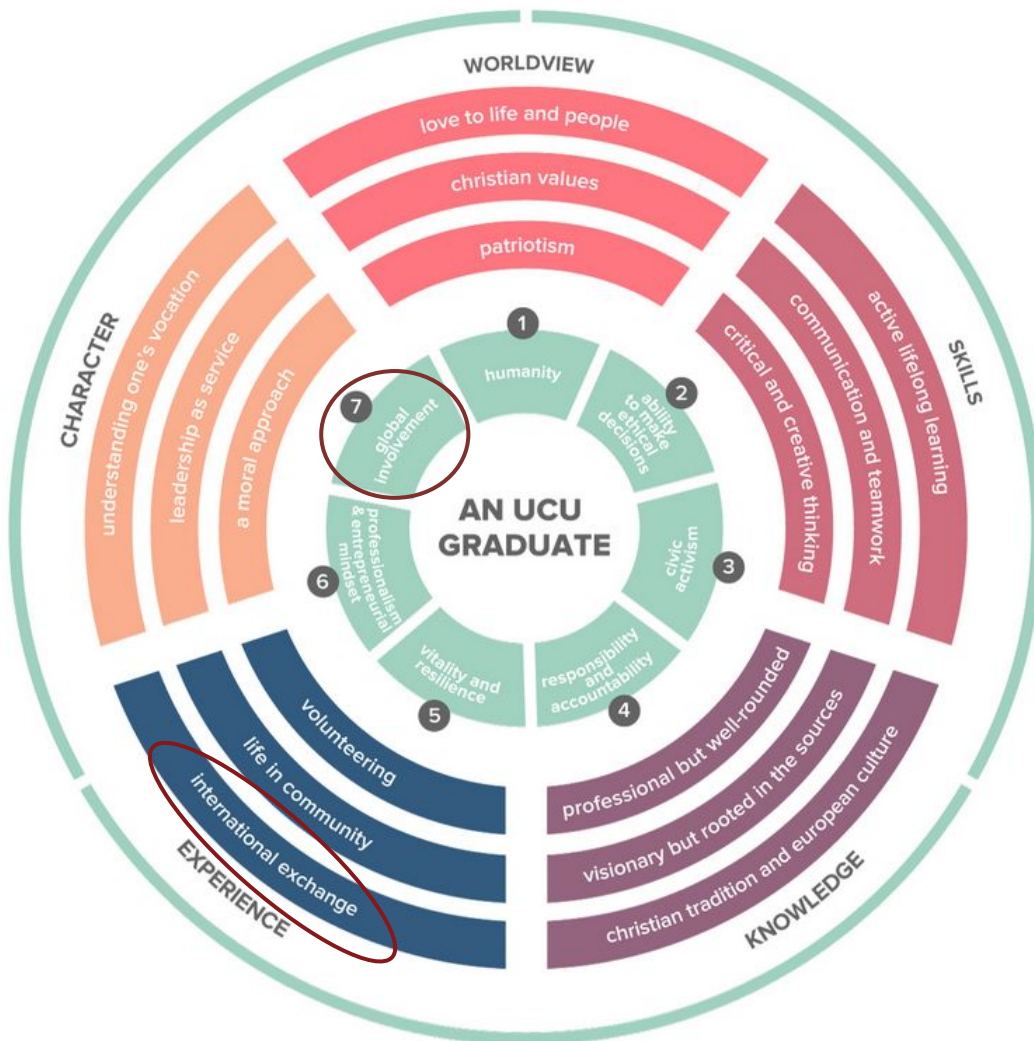 WORLDVIEW
love to life and people
christian values
patriotism
SKILLS
active lifelong learning
communication and teamwork
critical and creative thinking
KNOWLEDGE
professional but well-rounded
visionary but rooted in the sources
christian tradition and european culture
EXPERIENCE
volunteering
life in community
international exchange
CHARACTER
understanding one's vocation
leadership as service
a moral approach
1
humanity
2
ability
to make
ethical
decisions
3
civic
activism
4
responsibility
and
accountability
5
vitality and
resilience
6
professionalism
& entrepreneurial
mindset
7
global
Involvement
AN UCU
GRADUATE